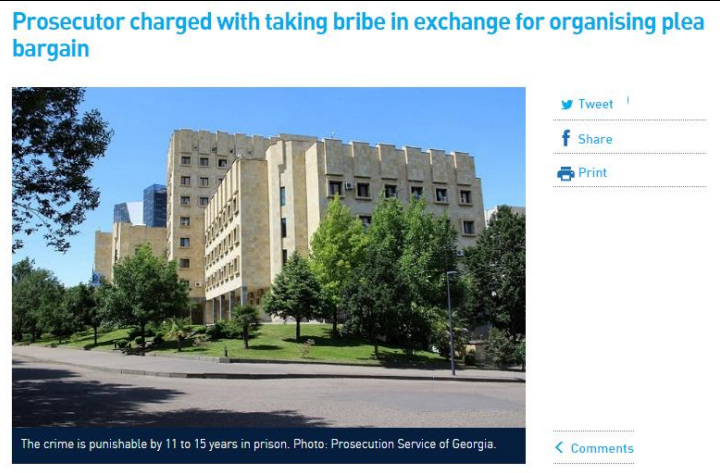 Prosecutor charged with taking bribe in exchange for organising plea
bargain
Tweet
Share
Print
The crime is punishable by 11 to 15 years in prison. Photo: Prosecution Service of Georgia.
Comments